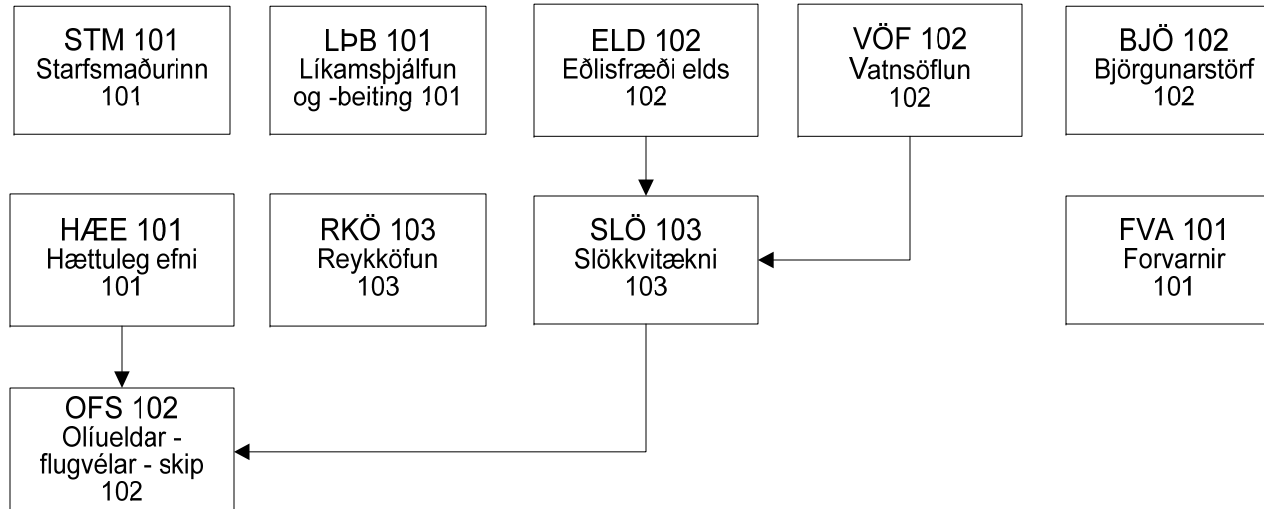 STM 101
Starfsmaðurinn
101
LÞB 101
Líkamsþjálfun
og -beiting 101
ELD 102
Eðlisfræði elds
102
VÖF 102
Vatnsöflun
102
BJÖ 102
Björgunarstörf
102
HÆE 101
Hættuleg efni
101
RKÖ 103
Reykköfun
103
SLÖ 103
Slökkvitækni
103
FVA 101
Forvarnir
101
OFS 102
Olíueldar -
flugvélar - skip
102